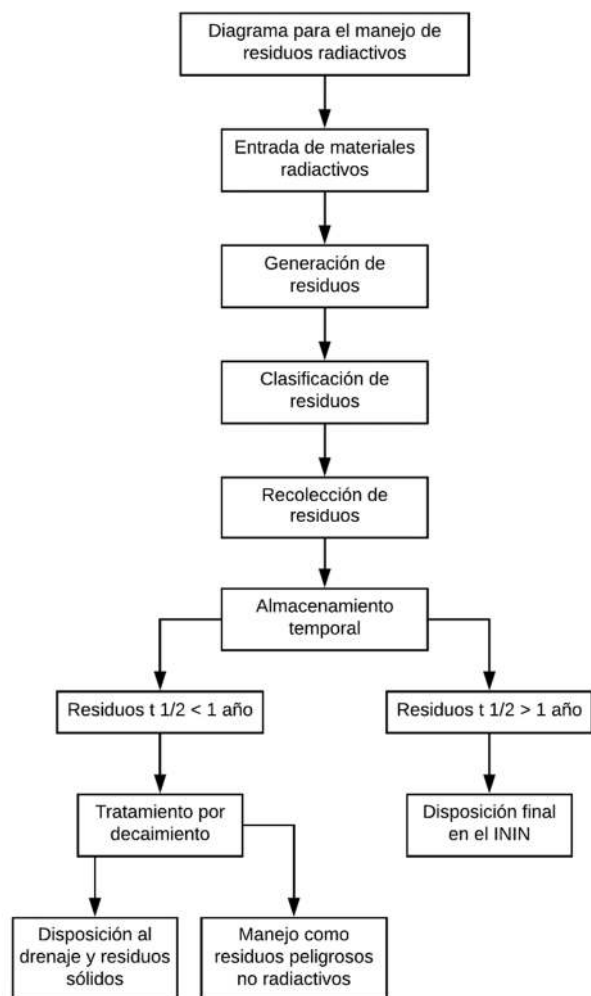 Diagrama para el manejo de
residuos radiactivos
Entrada de materiales
radiactivos
Generación de
residuos
Clasificación de
residuos
Recolección de
residuos
Almacenamiento
temporal
Residuos t 1/2 < 1 año
Residuos t 1/2 > 1 año
Tratamiento por
decaimiento
Disposición final
en el ININ
Disposición al
drenaje y residuos
sólidos
Manejo como
residuos peligrosos
no radiactivos